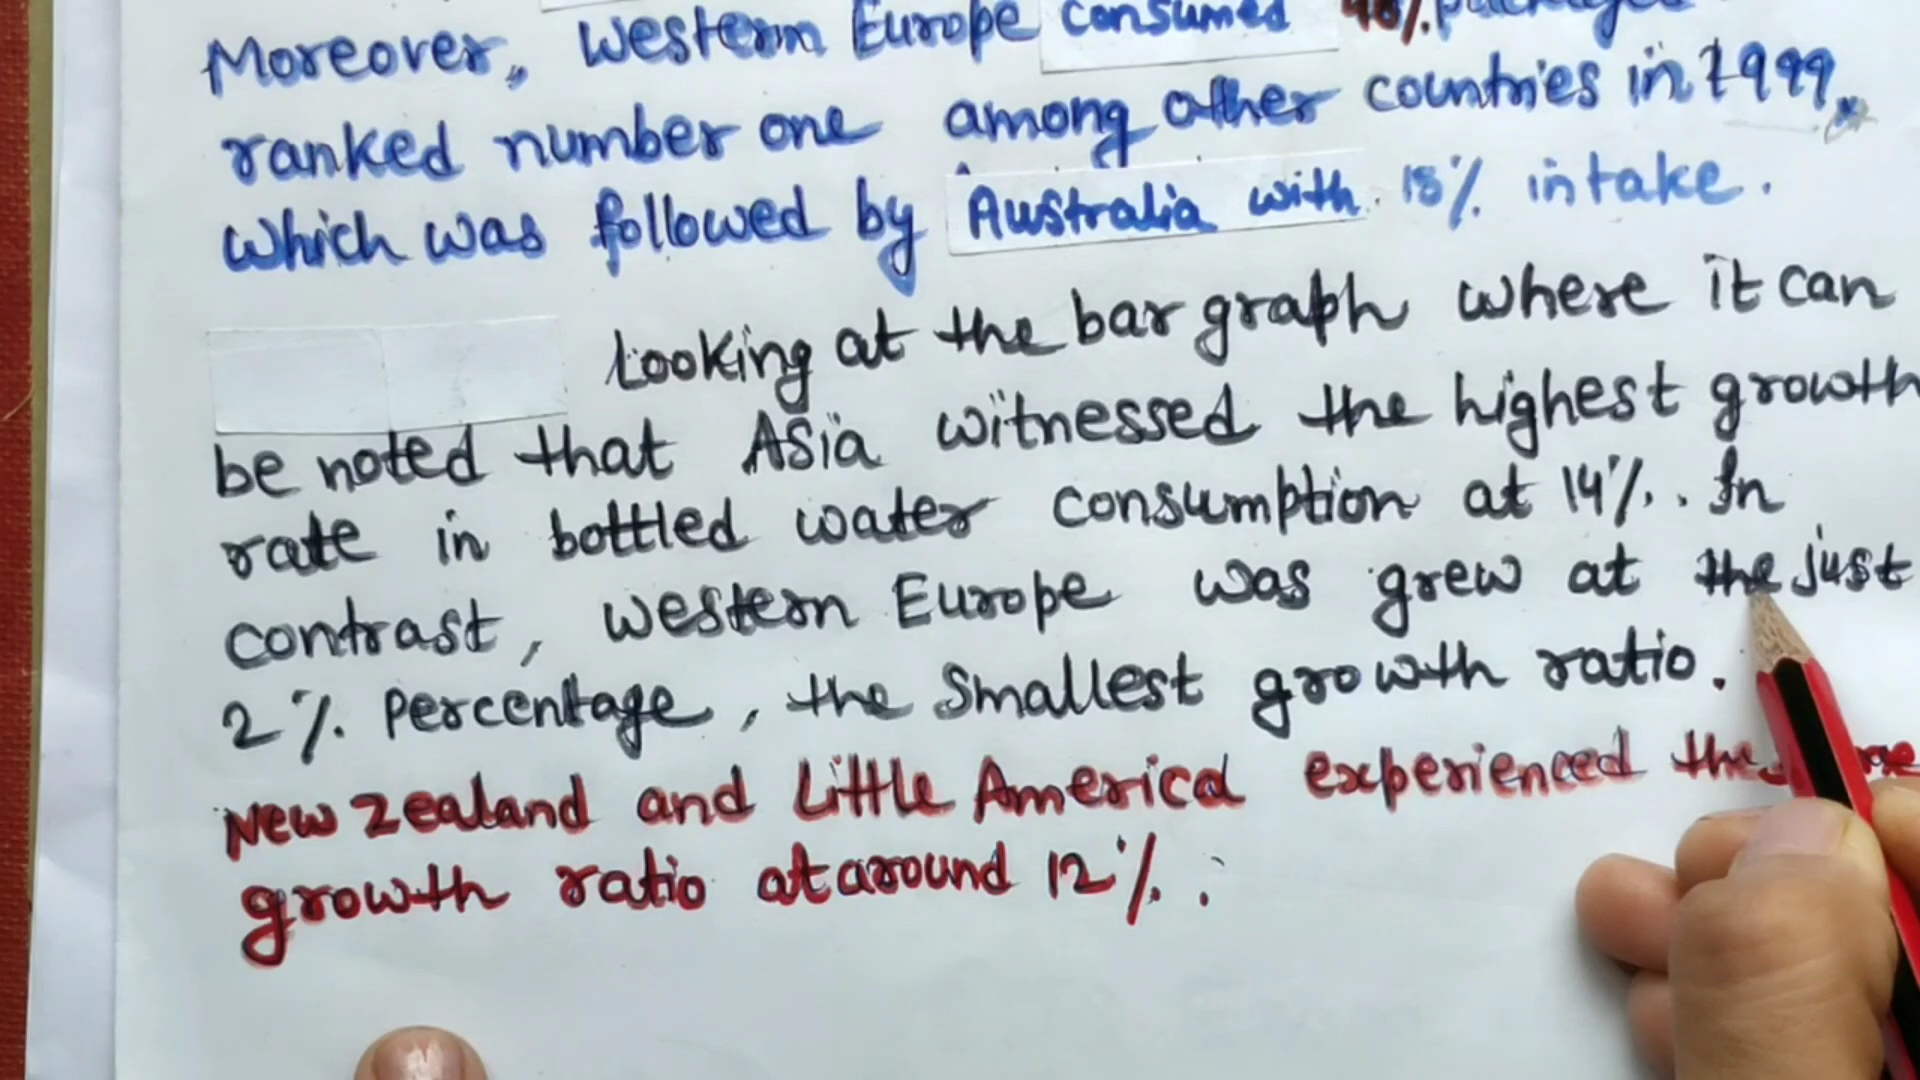 Moreover, Western Europe consumed 48% packages
ranked number one among other countries in 1999,
which was followed by Australia with 18% intake.
Looking at the bar graph where it can
be noted that Asia witnessed the highest growth
rate in bottled water consumption at 14%. In
contrast, Western Europe was grew at the just
2% percentage, the smallest growth ratio.
New Zealand and Little America experienced the
growth ratio at around 12%.